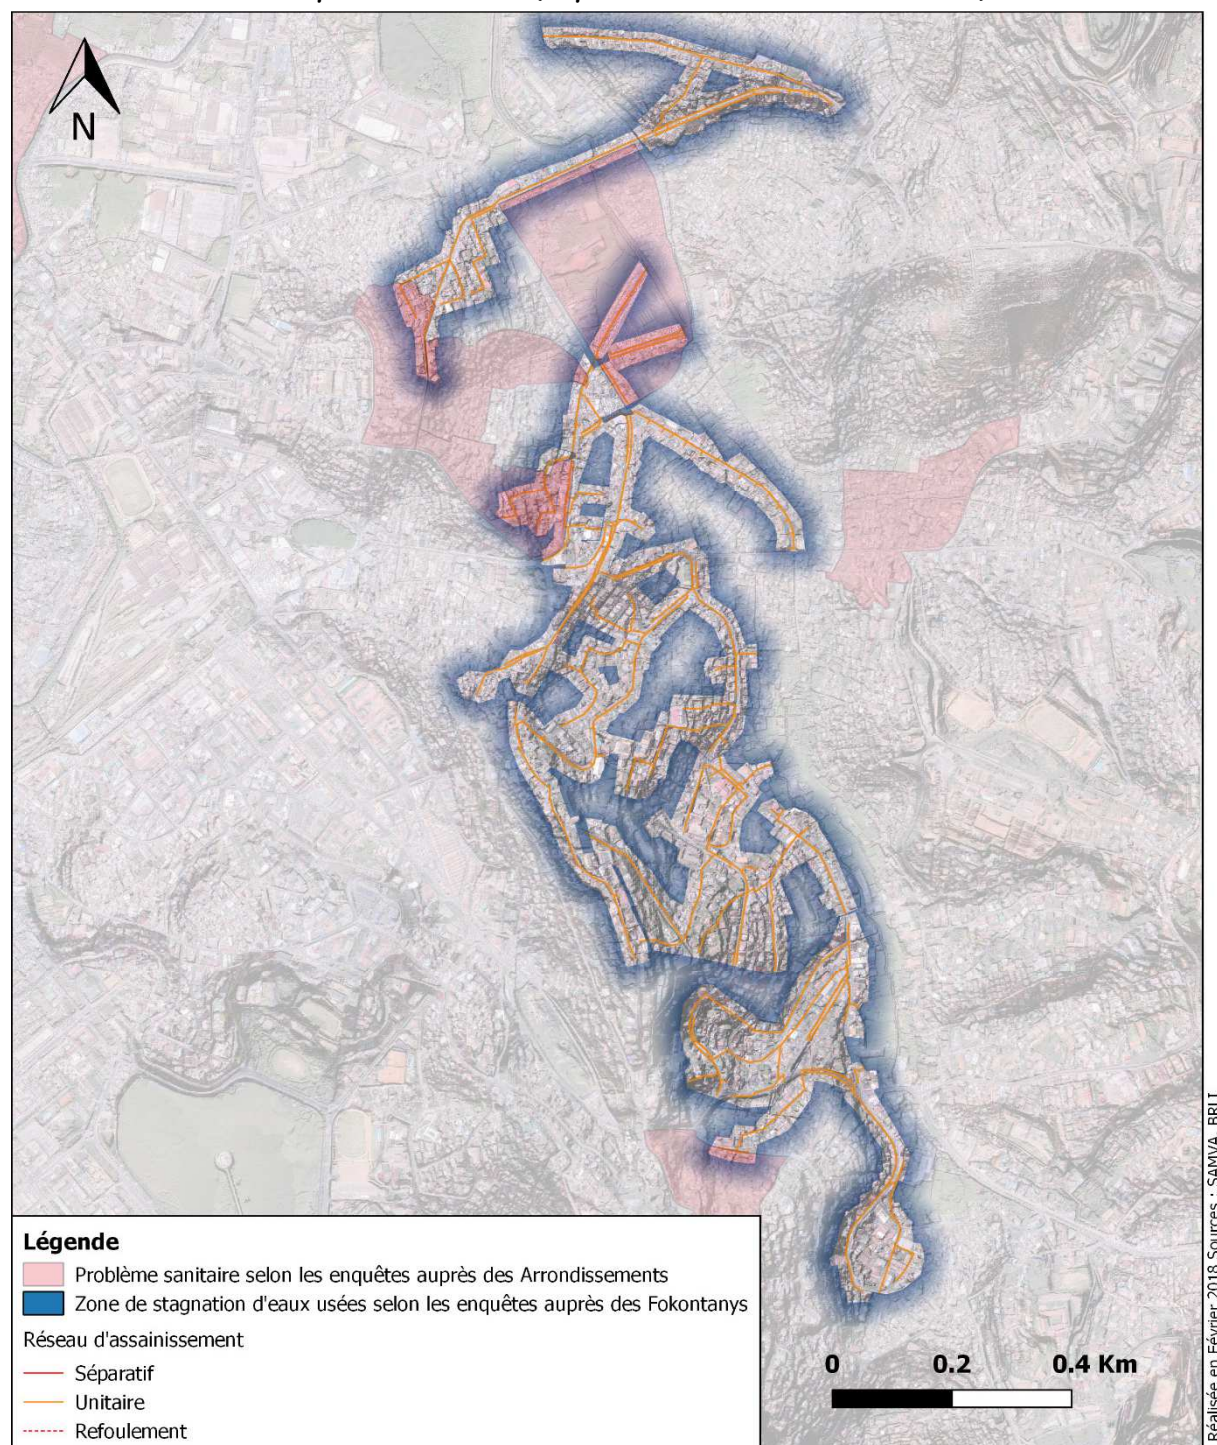 N
Légende
Problème sanitaire selon les enquêtes auprès des Arrondissements
Zone de stagnation d'eaux usées selon les enquêtes auprès des Fokontanys
Réseau d'assainissement
Séparatif
Unitaire
Refoulement
0 0.2 0.4 Km
Réalisée en Février 2018 Sources : SAMVA, BRLI